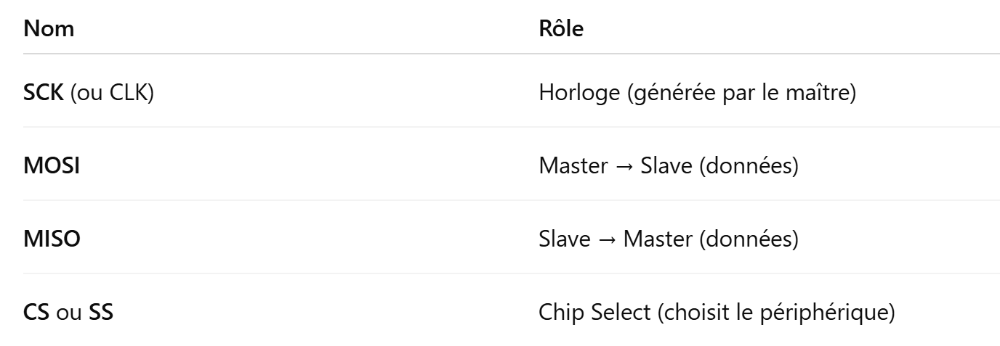 Nom Rôle
SCK (ou CLK) Horloge (générée par le maître)
MOSI Master → Slave (données)
MISO Slave → Master (données)
CS ou SS Chip Select (choisit le périphérique)